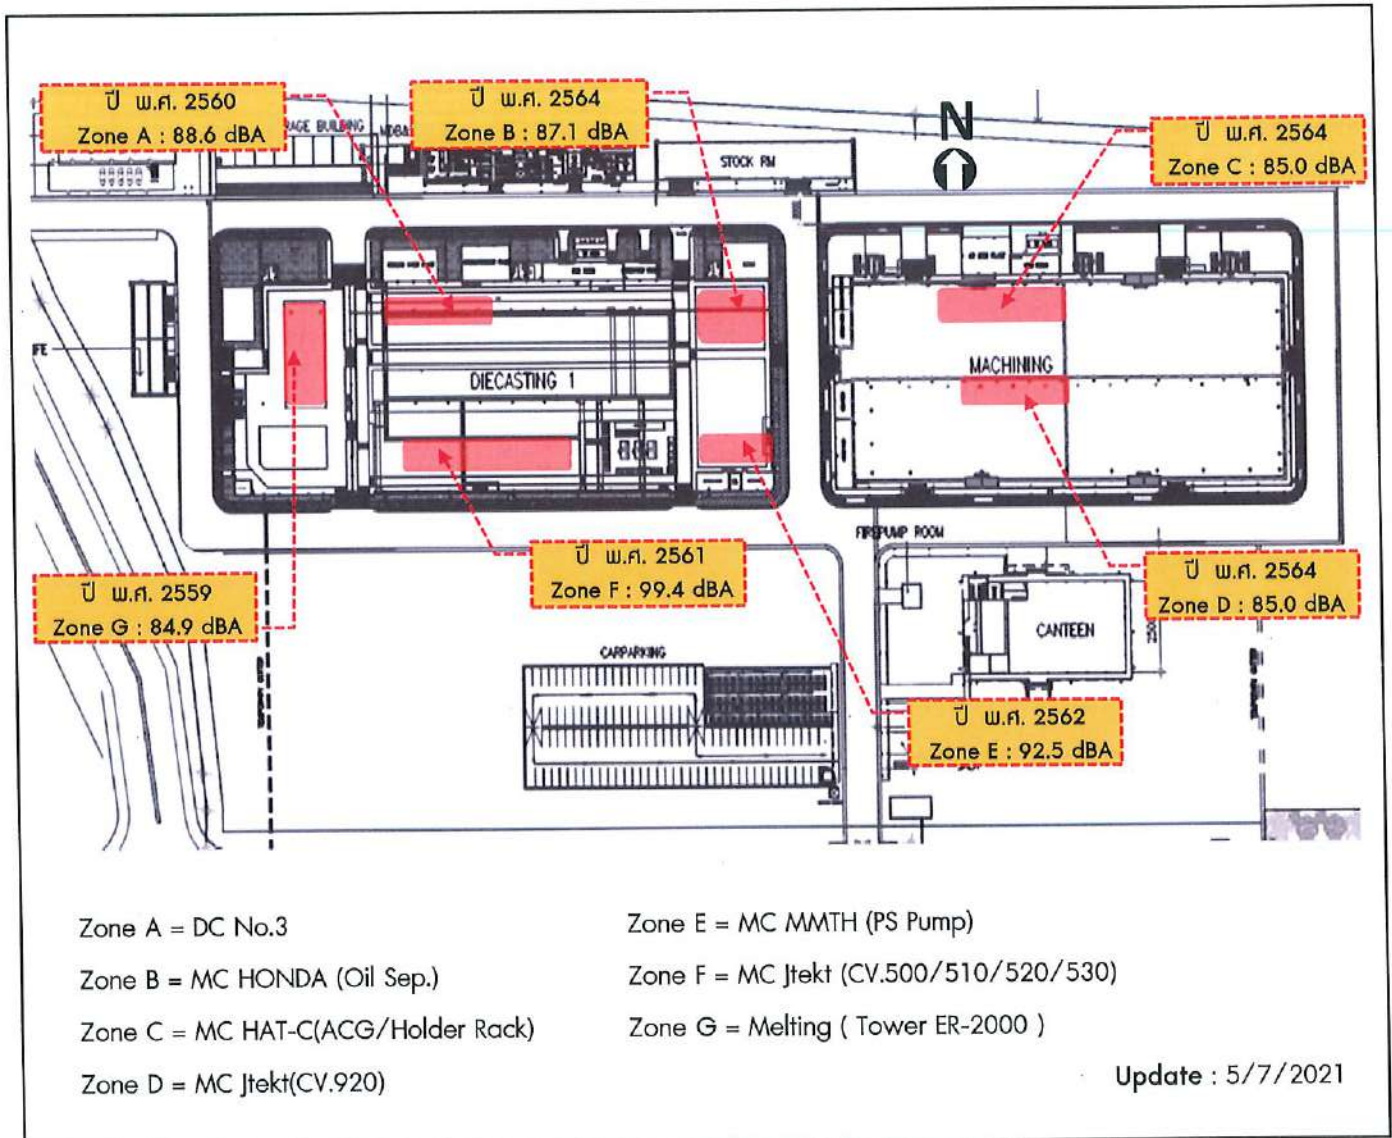 ปี พ.ศ. 2560
Zone A : 88.6 dBA
ปี พ.ศ. 2564
Zone B : 87.1 dBA
N
ปี พ.ศ. 2564
Zone C : 85.0 dBA
RAGE BUILDING
STOCK RM
FE
DIECASTING 1
MACHINING
FIREPUMP ROOM
ปี พ.ศ. 2561
Zone F : 99.4 dBA
ปี พ.ศ. 2564
Zone D : 85.0 dBA
ปี พ.ศ. 2559
Zone G : 84.9 dBA
CANTEEN
CARPARKING
ปี พ.ศ. 2562
Zone E : 92.5 dBA
Zone A = DC No.3
Zone B = MC HONDA (Oil Sep.)
Zone C = MC HAT-C(ACG/Holder Rack)
Zone D = MC Jtekt(CV.920)
Zone E = MC MMTH (PS Pump)
Zone F = MC Jtekt (CV.500/510/520/530)
Zone G = Melting ( Tower ER-2000 )
Update : 5/7/2021